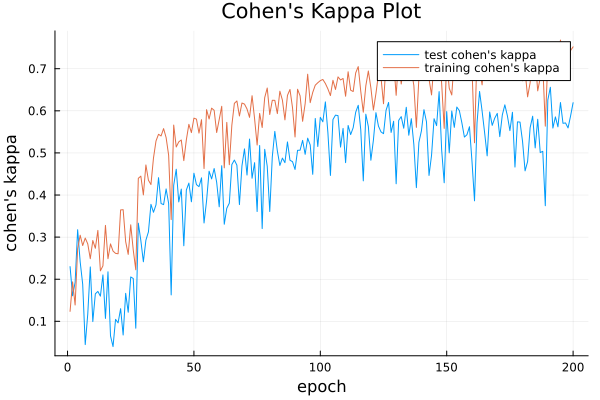 Cohen's Kappa Plot
test cohen's kappa
training cohen's kappa
cohen's kappa
0.7
0.6
0.5
0.4
0.3
0.2
0.1
0 50 100 150 200
epoch